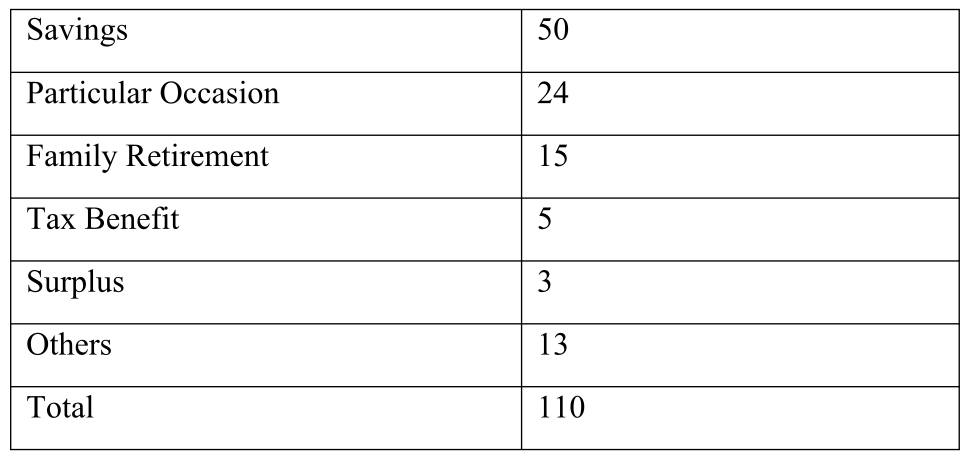 Savings 50
Particular Occasion 24
Family Retirement 15
Tax Benefit 5
Surplus 3
Others 13
Total 110